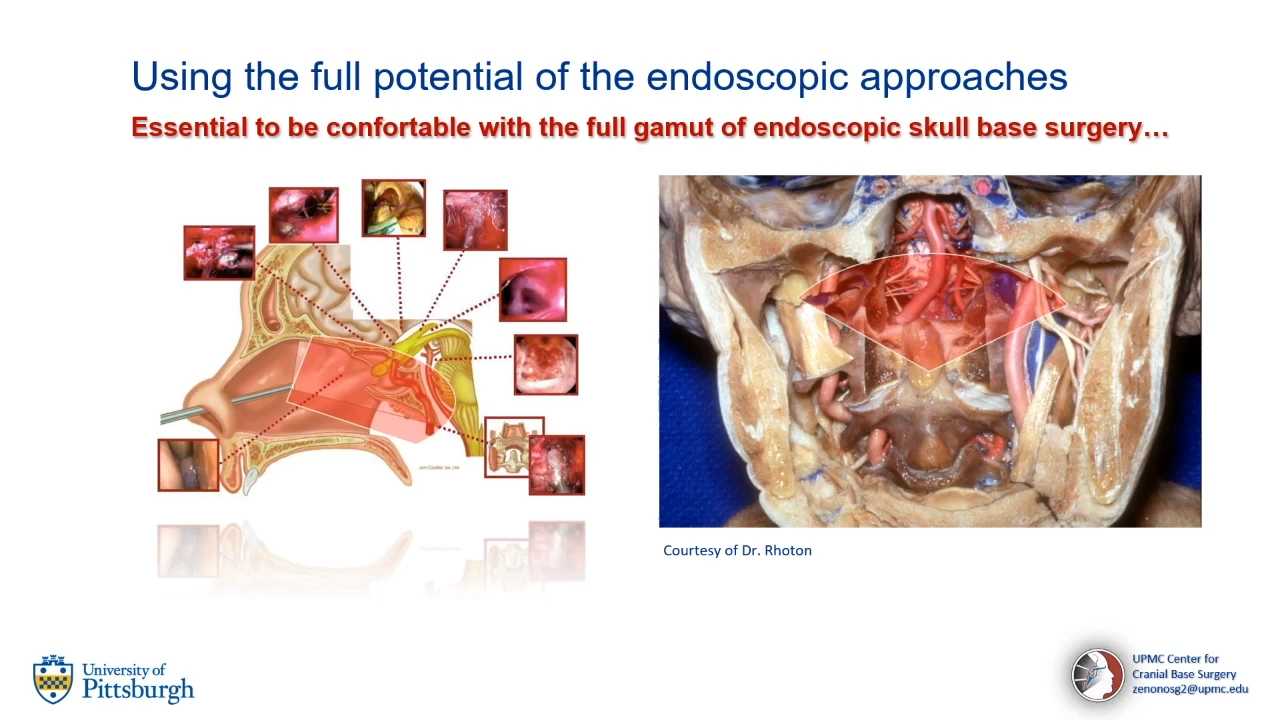 Using the full potential of the endoscopic approaches
Essential to be confortable with the full gamut of endoscopic skull base surgery…
Courtesy of Dr. Rhoton
University of
Pittsburgh
UPMC Center for
Cranial Base Surgery
zenonosg2@upmc.edu